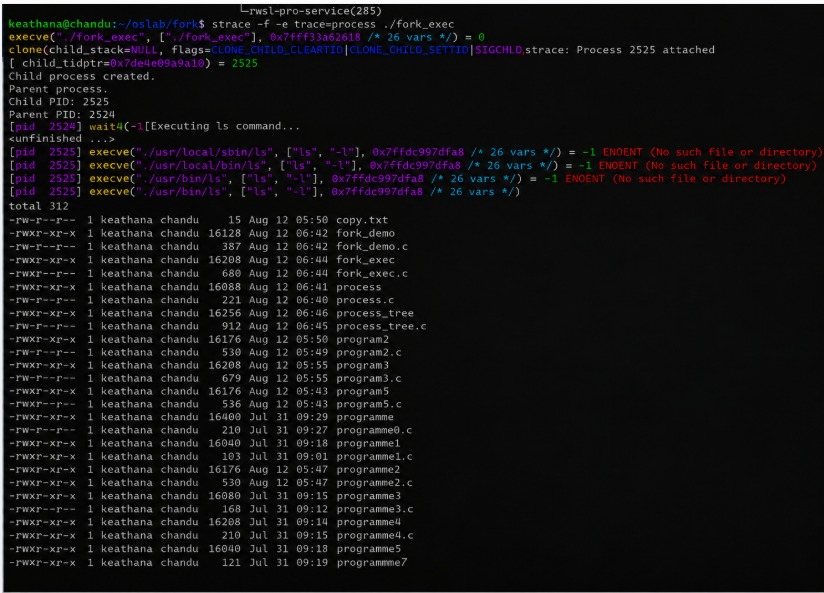 └─rwsl-pro-service(285)
keathana@chandu:~/oslab/fork$ strace -f -e trace=process ./fork_exec
execve("./fork_exec", ["./fork_exec"], 0x7fff33a62618 /* 26 vars */) = 0
clone(child_stack=NULL, flags=CLONE_CHILD_CLEARTID|CLONE_CHILD_SETTID|SIGCHLD,strace: Process 2525 attached
[ child_tidptr=0x7de4e09a9a10) = 2525
Child process created.
Parent process.
Child PID: 2525
Parent PID: 2524
[pid  2524] wait4(-1[Executing ls command...
<unfinished ...>
[pid  2525] execve("./usr/local/sbin/ls", ["ls", "-l"], 0x7ffdc997dfa8 /* 26 vars */) = -1 ENOENT (No such file or directory)
[pid  2525] execve("./usr/local/bin/ls", ["ls", "-l"], 0x7ffdc997dfa8 /* 26 vars */) = -1 ENOENT (No such file or directory)
[pid  2525] execve("./usr/bin/ls", ["ls", "-l"], 0x7ffdc997dfa8 /* 26 vars */) = -1 ENOENT (No such file or directory)
[pid  2525] execve("./usr/bin/ls", ["ls", "-l"], 0x7ffdc997dfa8 /* 26 vars */)
total 312
-rw-r--r-- 1 keathana chandu    15 Aug 12 05:50 copy.txt
-rwxr-xr-x 1 keathana chandu 16128 Aug 12 06:42 fork_demo
-rw-r--r-- 1 keathana chandu   387 Aug 12 06:42 fork_demo.c
-rwxr-xr-x 1 keathana chandu 16208 Aug 12 06:44 fork_exec
-rwxr--r-- 1 keathana chandu   680 Aug 12 06:44 fork_exec.c
-rwxr-xr-x 1 keathana chandu 16088 Aug 12 06:41 process
-rw-r--r-- 1 keathana chandu   221 Aug 12 06:40 process.c
-rwxr-xr-x 1 keathana chandu 16256 Aug 12 06:46 process_tree
-rw-r--r-- 1 keathana chandu   912 Aug 12 06:45 process_tree.c
-rwxr-xr-x 1 keathana chandu 16176 Aug 12 05:50 program2
-rw-r--r-- 1 keathana chandu   530 Aug 12 05:49 program2.c
-rwxr-xr-x 1 keathana chandu 16208 Aug 12 05:55 program3
-rw-p-r-- 1 keathana chandu   679 Aug 12 05:55 program3.c
-rwxr-xr-x 1 keathana chandu 16176 Aug 12 05:43 program5
-rw-r--r-- 1 keathana chandu   536 Aug 12 05:43 program5.c
-rwxr-xr-x 1 keathana chandu 16400 Jul 31 09:29 programme
-rw-r--r-- 1 keathana chandu   210 Jul 31 09:27 programme0.c
-rwxr-xr-x 1 keathana chandu 16040 Jul 31 09:18 programme1
-rwxr--r-- 1 keathana chandu   103 Jul 31 09:01 programme1.c
-rwxr-xr-x 1 keathana chandu 16176 Aug 12 05:47 programme2
-rw-r--r-- 1 keathana chandu   530 Aug 12 05:47 programme2.c
-rwxr-xr-x 1 keathana chandu 16080 Jul 31 09:15 programme3
-rwxr--r-- 1 keathana chandu   168 Jul 31 09:12 programme3.c
-rwxr-xr-x 1 keathana chandu 16208 Jul 31 09:14 programme4
-rw-r--r-- 1 keathana chandu   210 Jul 31 09:15 programme4.c
-rwxr-xr-x 1 keathana chandu 16040 Jul 31 09:18 programme5
-rwxr-xr-x 1 keathana chandu   121 Jul 31 09:19 programmme7